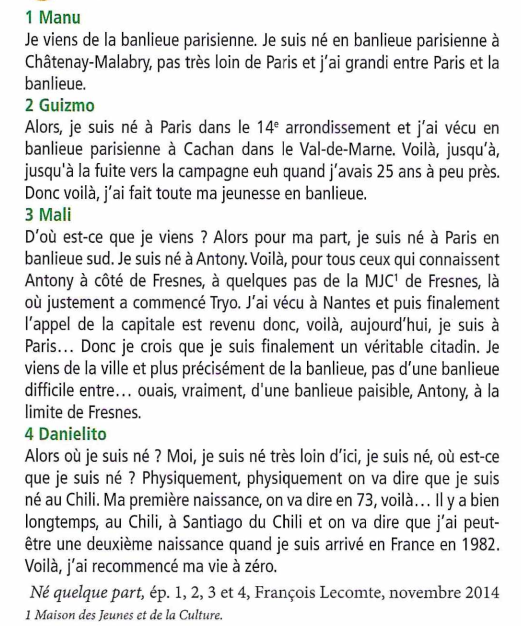 1 Manu
Je viens de la banlieue parisienne. Je suis né en banlieue parisienne à
Châtenay-Malabry, pas très loin de Paris et j'ai grandi entre Paris et la
banlieue.
2 Guizmo
Alors, je suis né à Paris dans le 14e arrondissement et j'ai vécu en
banlieue parisienne à Cachan dans le Val-de-Marne. Voilà, jusqu'à,
jusqu'à la fuite vers la campagne euh quand j'avais 25 ans à peu près.
Donc voilà, j'ai fait toute ma jeunesse en banlieue.
3 Mali
D'où est-ce que je viens ? Alors pour ma part, je suis né à Paris en
banlieue sud. Je suis né à Antony. Voilà, pour tous ceux qui connaissent
Antony à côté de Fresnes, à quelques pas de la MJC¹ de Fresnes, là
où justement a commencé Tryo. J'ai vécu à Nantes et puis finalement
l'appel de la capitale est revenu donc, voilà, aujourd'hui, je suis à
Paris... Donc je crois que je suis finalement un véritable citadin. Je
viens de la ville et plus précisément de la banlieue, pas d'une banlieue
difficile entre... ouais, vraiment, d'une banlieue paisible, Antony, à la
limite de Fresnes.
4 Danielito
Alors où je suis né ? Moi, je suis né très loin d'ici, je suis né, où est-ce
que je suis né ? Physiquement, physiquement on va dire que je suis
né au Chili. Ma première naissance, on va dire en 73, voilà... Il y a bien
longtemps, au Chili, à Santiago du Chili et on va dire que j'ai peut-
être une deuxième naissance quand je suis arrivé en France en 1982.
Voilà, j'ai recommencé ma vie à zéro.
Né quelque part, ép. 1, 2, 3 et 4, François Lecomte, novembre 2014
1 Maison des Jeunes et de la Culture.